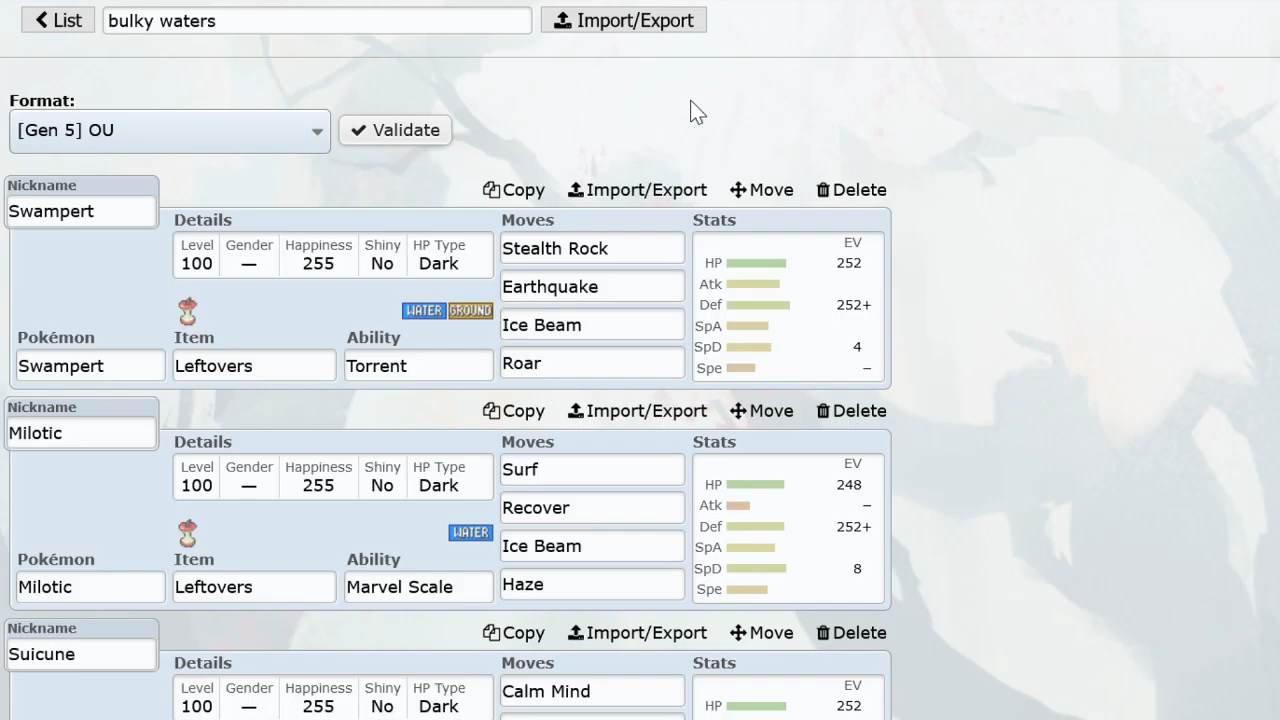 List
bulky waters
Import/Export
Format:
[Gen 5] OU
Validate
Nickname
Swampert
Copy Import/Export Move Delete
Details
Level Gender Happiness Shiny HP Type
100 — 255 No Dark
WATER GROUND
Pokémon Item Ability
Swampert Leftovers Torrent
Moves
Stealth Rock
Earthquake
Ice Beam
Roar
Stats
EV
HP 252
Atk
Def 252+
SpA
SpD 4
Spe –
Nickname
Milotic
Copy Import/Export Move Delete
Details
Level Gender Happiness Shiny HP Type
100 — 255 No Dark
WATER
Pokémon Item Ability
Milotic Leftovers Marvel Scale
Moves
Surf
Recover
Ice Beam
Haze
Stats
EV
HP 248
Atk –
Def 252+
SpA
SpD 8
Spe
Nickname
Suicune
Copy Import/Export Move Delete
Details
Level Gender Happiness Shiny HP Type
100 — 255 No Dark
Moves
Calm Mind
Stats
EV
HP 252